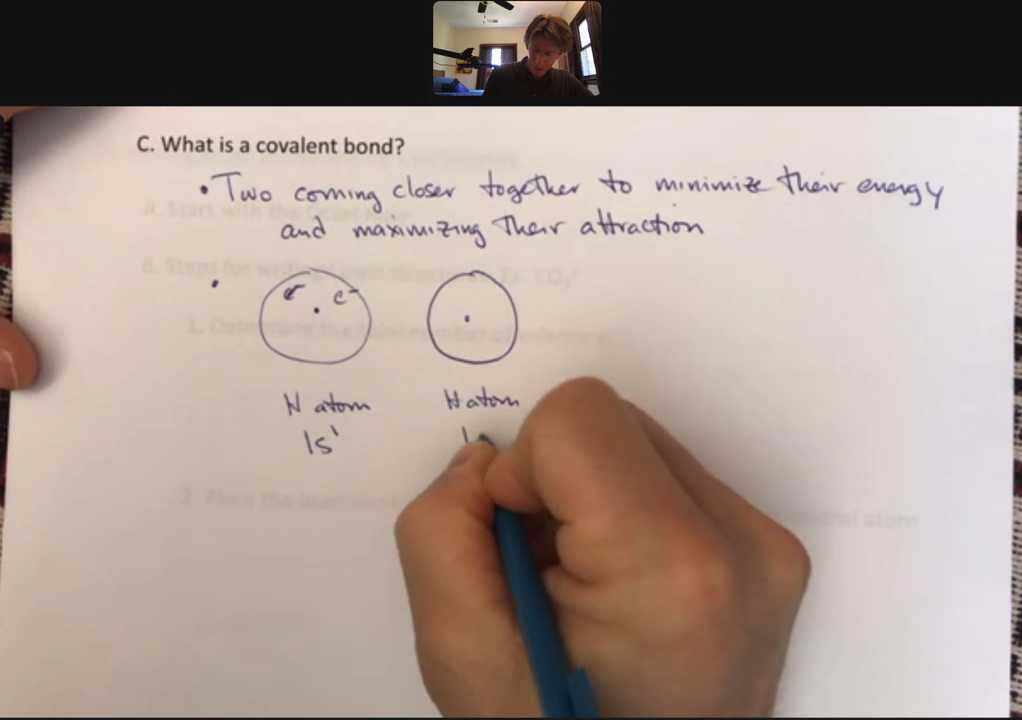 C. What is a covalent bond?
• Two coming closer together to minimize their energy
and maximizing their attraction
•
e⁻ e⁻
H atom H atom
1s¹ 1